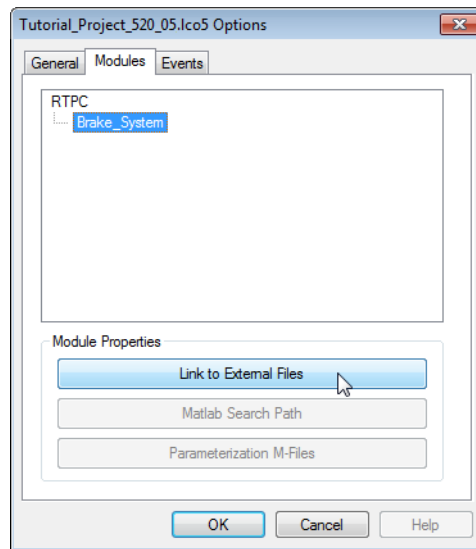 Tutorial_Project_520_05.lco5 Options
General Modules Events
RTPC
Brake_System
Module Properties
Link to External Files
Matlab Search Path
Parameterization M-Files
OK Cancel Help